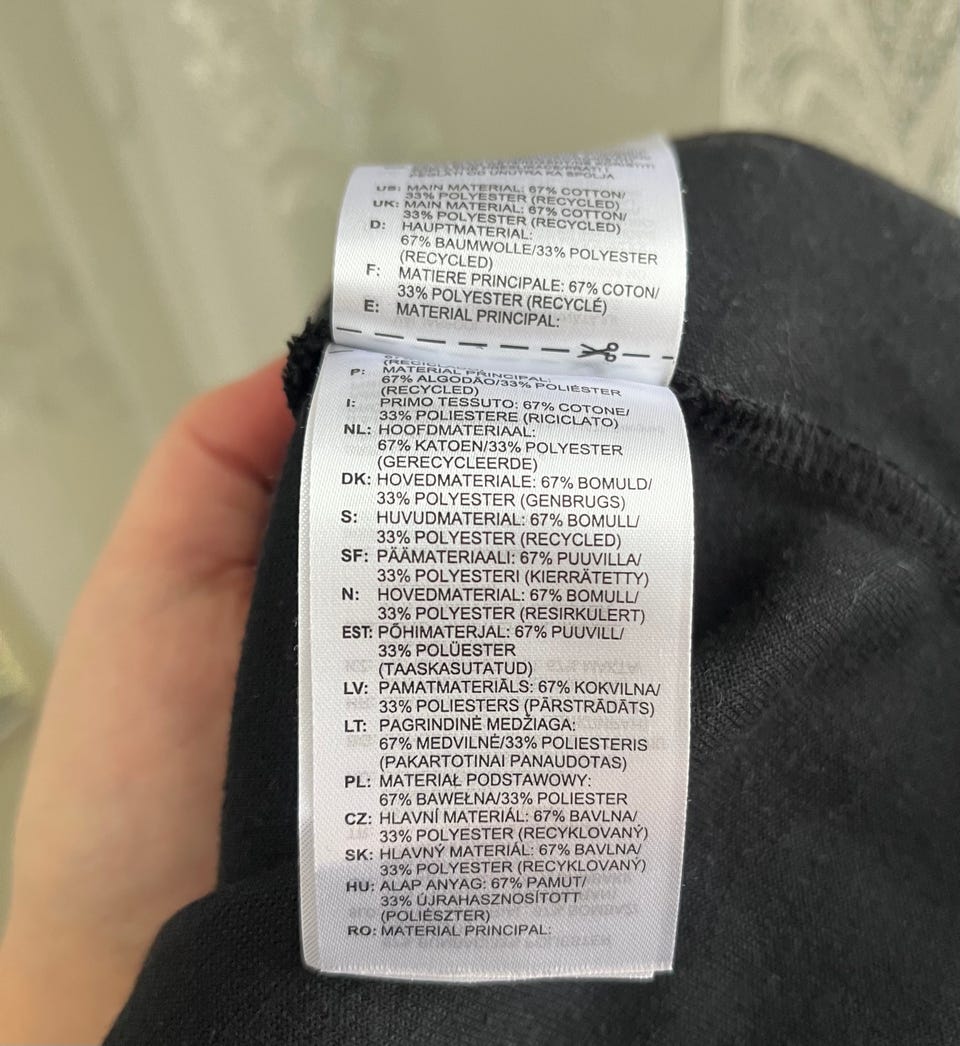 PESLATI OD UNUTRA KA SPOLJA
US: MAIN MATERIAL: 67% COTTON/
33% POLYESTER (RECYCLED)
UK: MAIN MATERIAL: 67% COTTON/
33% POLYESTER (RECYCLED)
D: HAUPTMATERIAL:
67% BAUMWOLLE/33% POLYESTER
(RECYCLED)
F: MATIERE PRINCIPALE: 67% COTON/
33% POLYESTER (RECYCLÉ)
E: MATERIAL PRINCIPAL:
P: MATERIAL PRINCIPAL:
67% ALGODÃO/33% POLIÉSTER
(RECYCLED)
I: PRIMO TESSUTO: 67% COTONE/
33% POLIESTERE (RICICLATO)
NL: HOOFDMATERIAAL:
67% KATOEN/33% POLYESTER
(GERECYCLEERDE)
DK: HOVEDMATERIALE: 67% BOMULD/
33% POLYESTER (GENBRUGS)
S: HUVUDMATERIAL: 67% BOMULL/
33% POLYESTER (RECYCLED)
SF: PÄÄMATERIAALI: 67% PUUVILLA/
33% POLYESTERI (KIERRÄTETTY)
N: HOVEDMATERIAL: 67% BOMULL/
33% POLYESTER (RESIRKULERT)
EST: PÕHIMATERJAL: 67% PUUVILL/
33% POLÜESTER
(TAASKASUTATUD)
LV: PAMATMATERIĀLS: 67% KOKVILNA/
33% POLIESTERS (PĀRSTRĀDĀTS)
LT: PAGRINDINĖ MEDŽIAGA:
67% MEDVILNĖ/33% POLIESTERIS
(PAKARTOTINAI PANAUDOTAS)
PL: MATERIAŁ PODSTAWOWY:
67% BAWEŁNA/33% POLIESTER
CZ: HLAVNÍ MATERIÁL: 67% BAVLNA/
33% POLYESTER (RECYKLOVANÝ)
SK: HLAVNÝ MATERIÁL: 67% BAVLNA/
33% POLYESTER (RECYKLOVANÝ)
HU: ALAP ANYAG: 67% PAMUT/
33% ÚJRAHASZNOSÍTOTT
(POLIÉSZTER)
RO: MATERIAL PRINCIPAL: